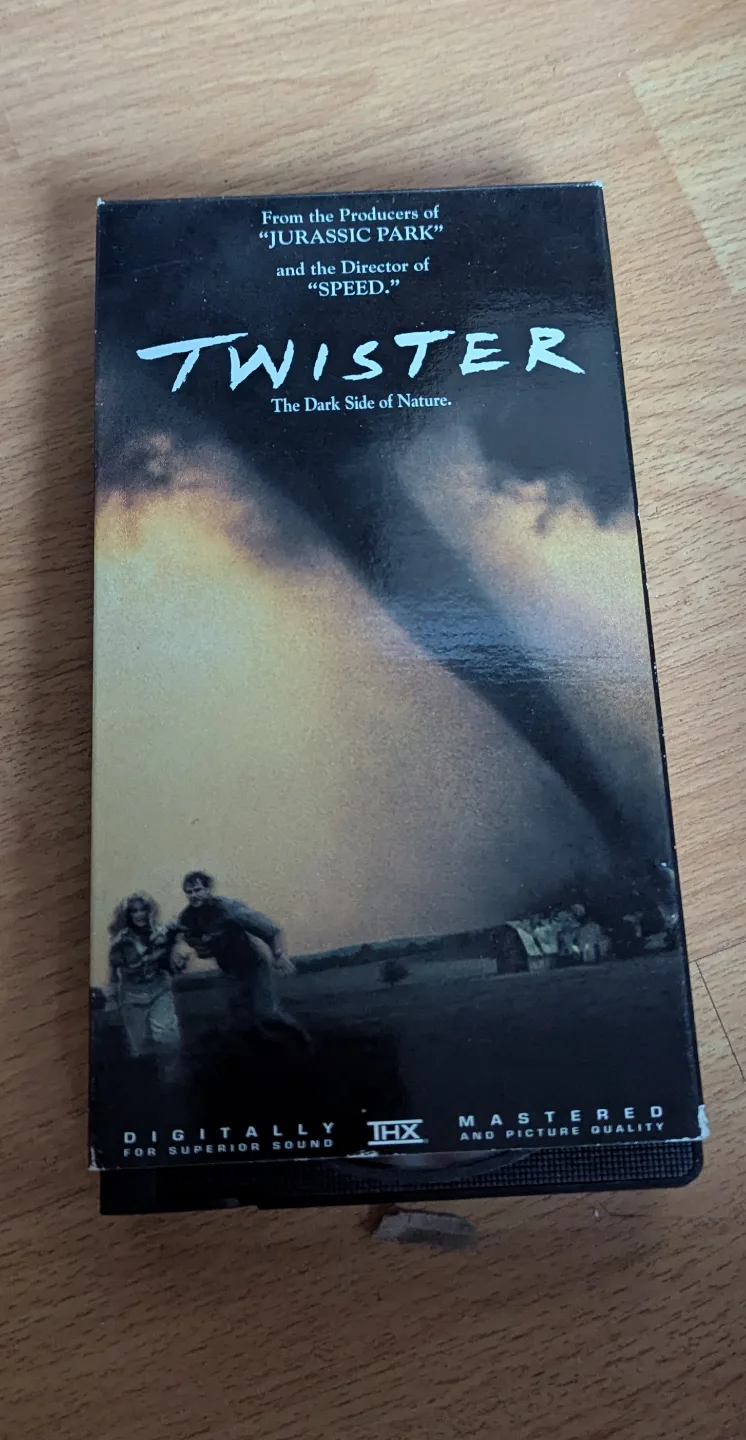 From the Producers of
“JURASSIC PARK”
and the Director of
“SPEED.”
TWISTER
The Dark Side of Nature.
DIGITALLY THX MASTERED
FOR SUPERIOR SOUND AND PICTURE QUALITY